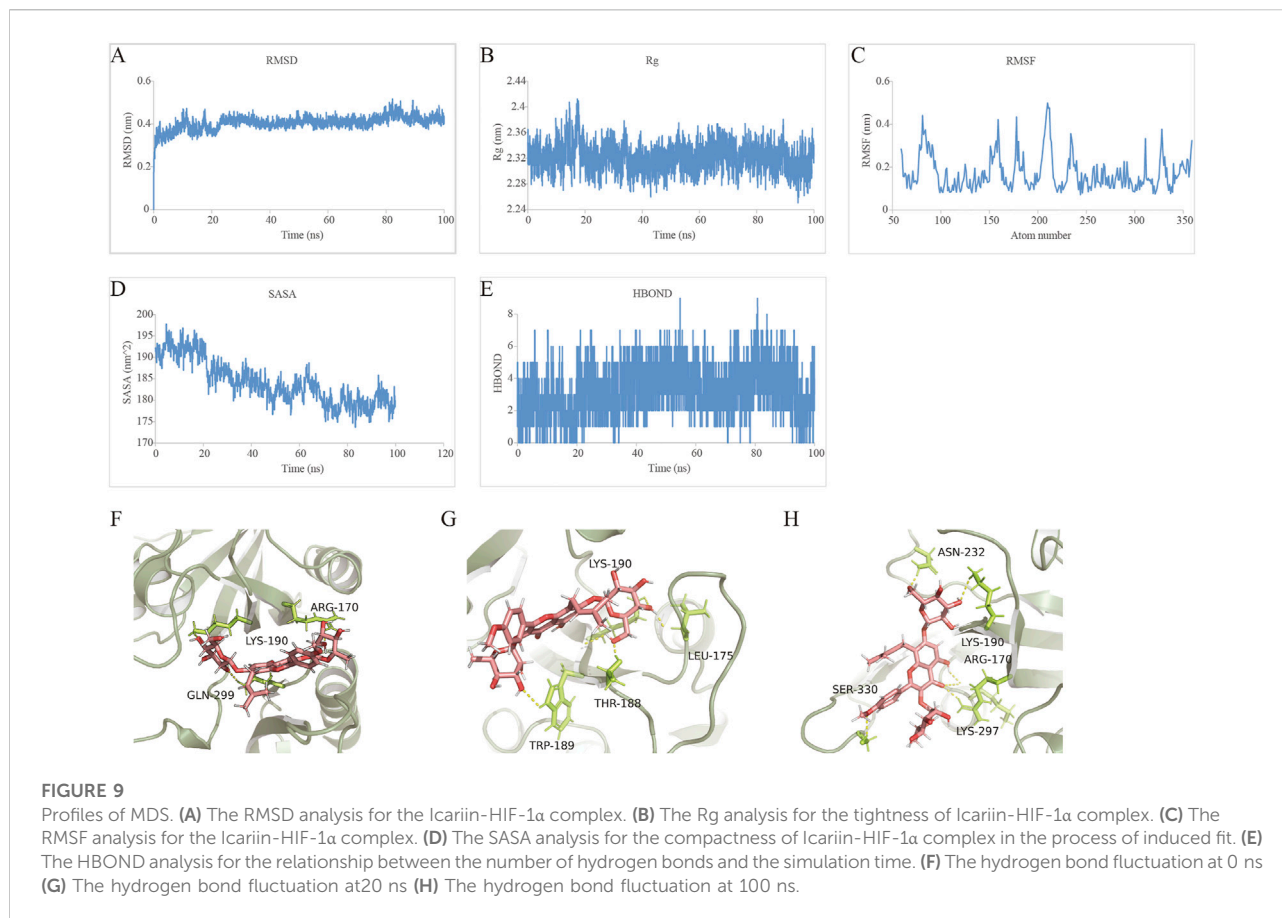 A
RMSD
0.6
0.4
0.2
0
RMSD (nm)
0 20 40 60 80 100
Time (ns)
B
Rg
2.44
2.4
2.36
2.32
2.28
2.24
Rg (nm)
0 20 40 60 80 100
Time (ns)
C
RMSF
0.6
0.4
0.2
0
RMSF (nm)
50 100 150 200 250 300 350
Atom number
D
SASA
200
195
190
185
180
175
170
SASA (nm^2)
0 20 40 60 80 100 120
Time (ns)
E
HBOND
8
6
4
2
0
HBOND
0 20 40 60 80 100
Time (ns)
F
ARG-170
LYS-190
GLN-299
G
LYS-190
LEU-175
THR-188
TRP-189
H
ASN-232
LYS-190
ARG-170
SER-330
LYS-297
FIGURE 9
Profiles of MDS. (A) The RMSD analysis for the Icariin-HIF-1α complex. (B) The Rg analysis for the tightness of Icariin-HIF-1α complex. (C) The
RMSF analysis for the Icariin-HIF-1α complex. (D) The SASA analysis for the compactness of Icariin-HIF-1α complex in the process of induced fit. (E)
The HBOND analysis for the relationship between the number of hydrogen bonds and the simulation time. (F) The hydrogen bond fluctuation at 0 ns
(G) The hydrogen bond fluctuation at20 ns (H) The hydrogen bond fluctuation at 100 ns.